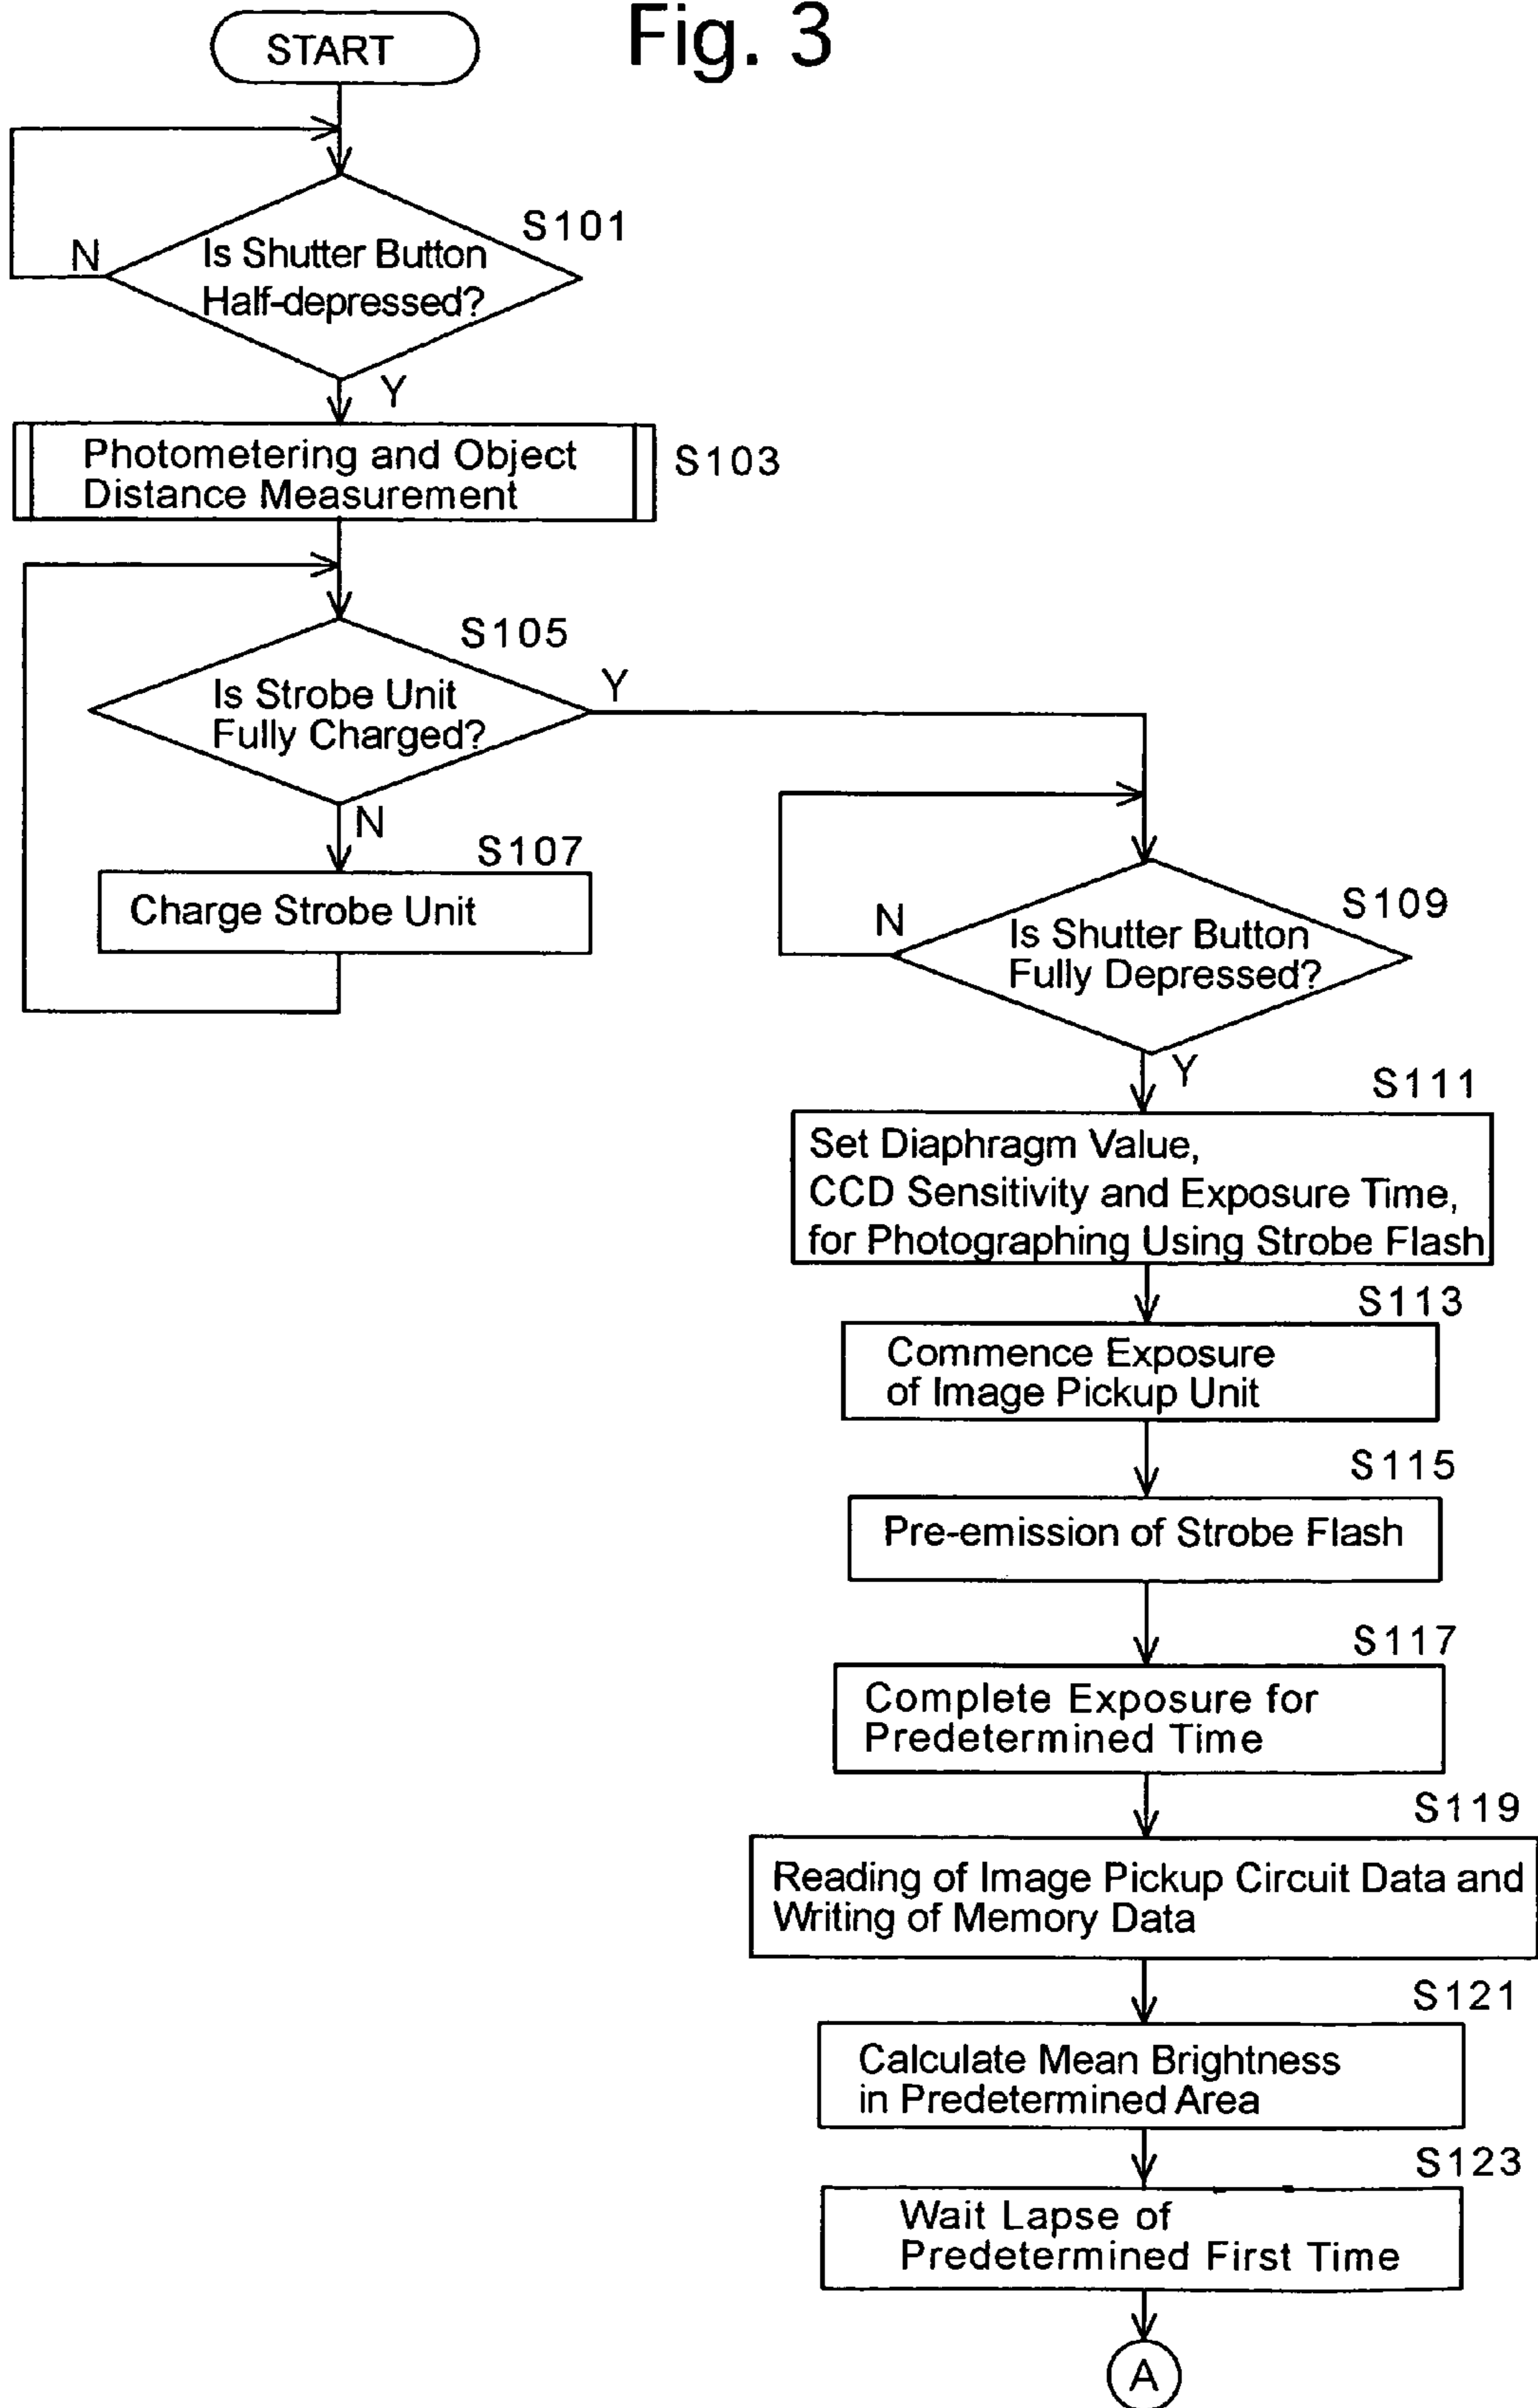 Fig. 3
START
S101
Is Shutter Button
Half-depressed?
N
Y
Photometering and Object
Distance Measurement
S103
S105
Is Strobe Unit
Fully Charged?
Y
N
S107
Charge Strobe Unit
S109
N
Is Shutter Button
Fully Depressed?
Y
S111
Set Diaphragm Value,
CCD Sensitivity and Exposure Time,
for Photographing Using Strobe Flash
S113
Commence Exposure
of Image Pickup Unit
S115
Pre-emission of Strobe Flash
S117
Complete Exposure for
Predetermined Time
S119
Reading of Image Pickup Circuit Data and
Writing of Memory Data
S121
Calculate Mean Brightness
in Predetermined Area
S123
Wait Lapse of
Predetermined First Time
A